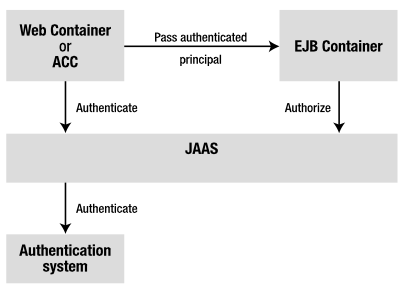 Web Container
or
ACC
Pass authenticated
principal
EJB Container
Authenticate
Authorize
JAAS
Authenticate
Authentication
system